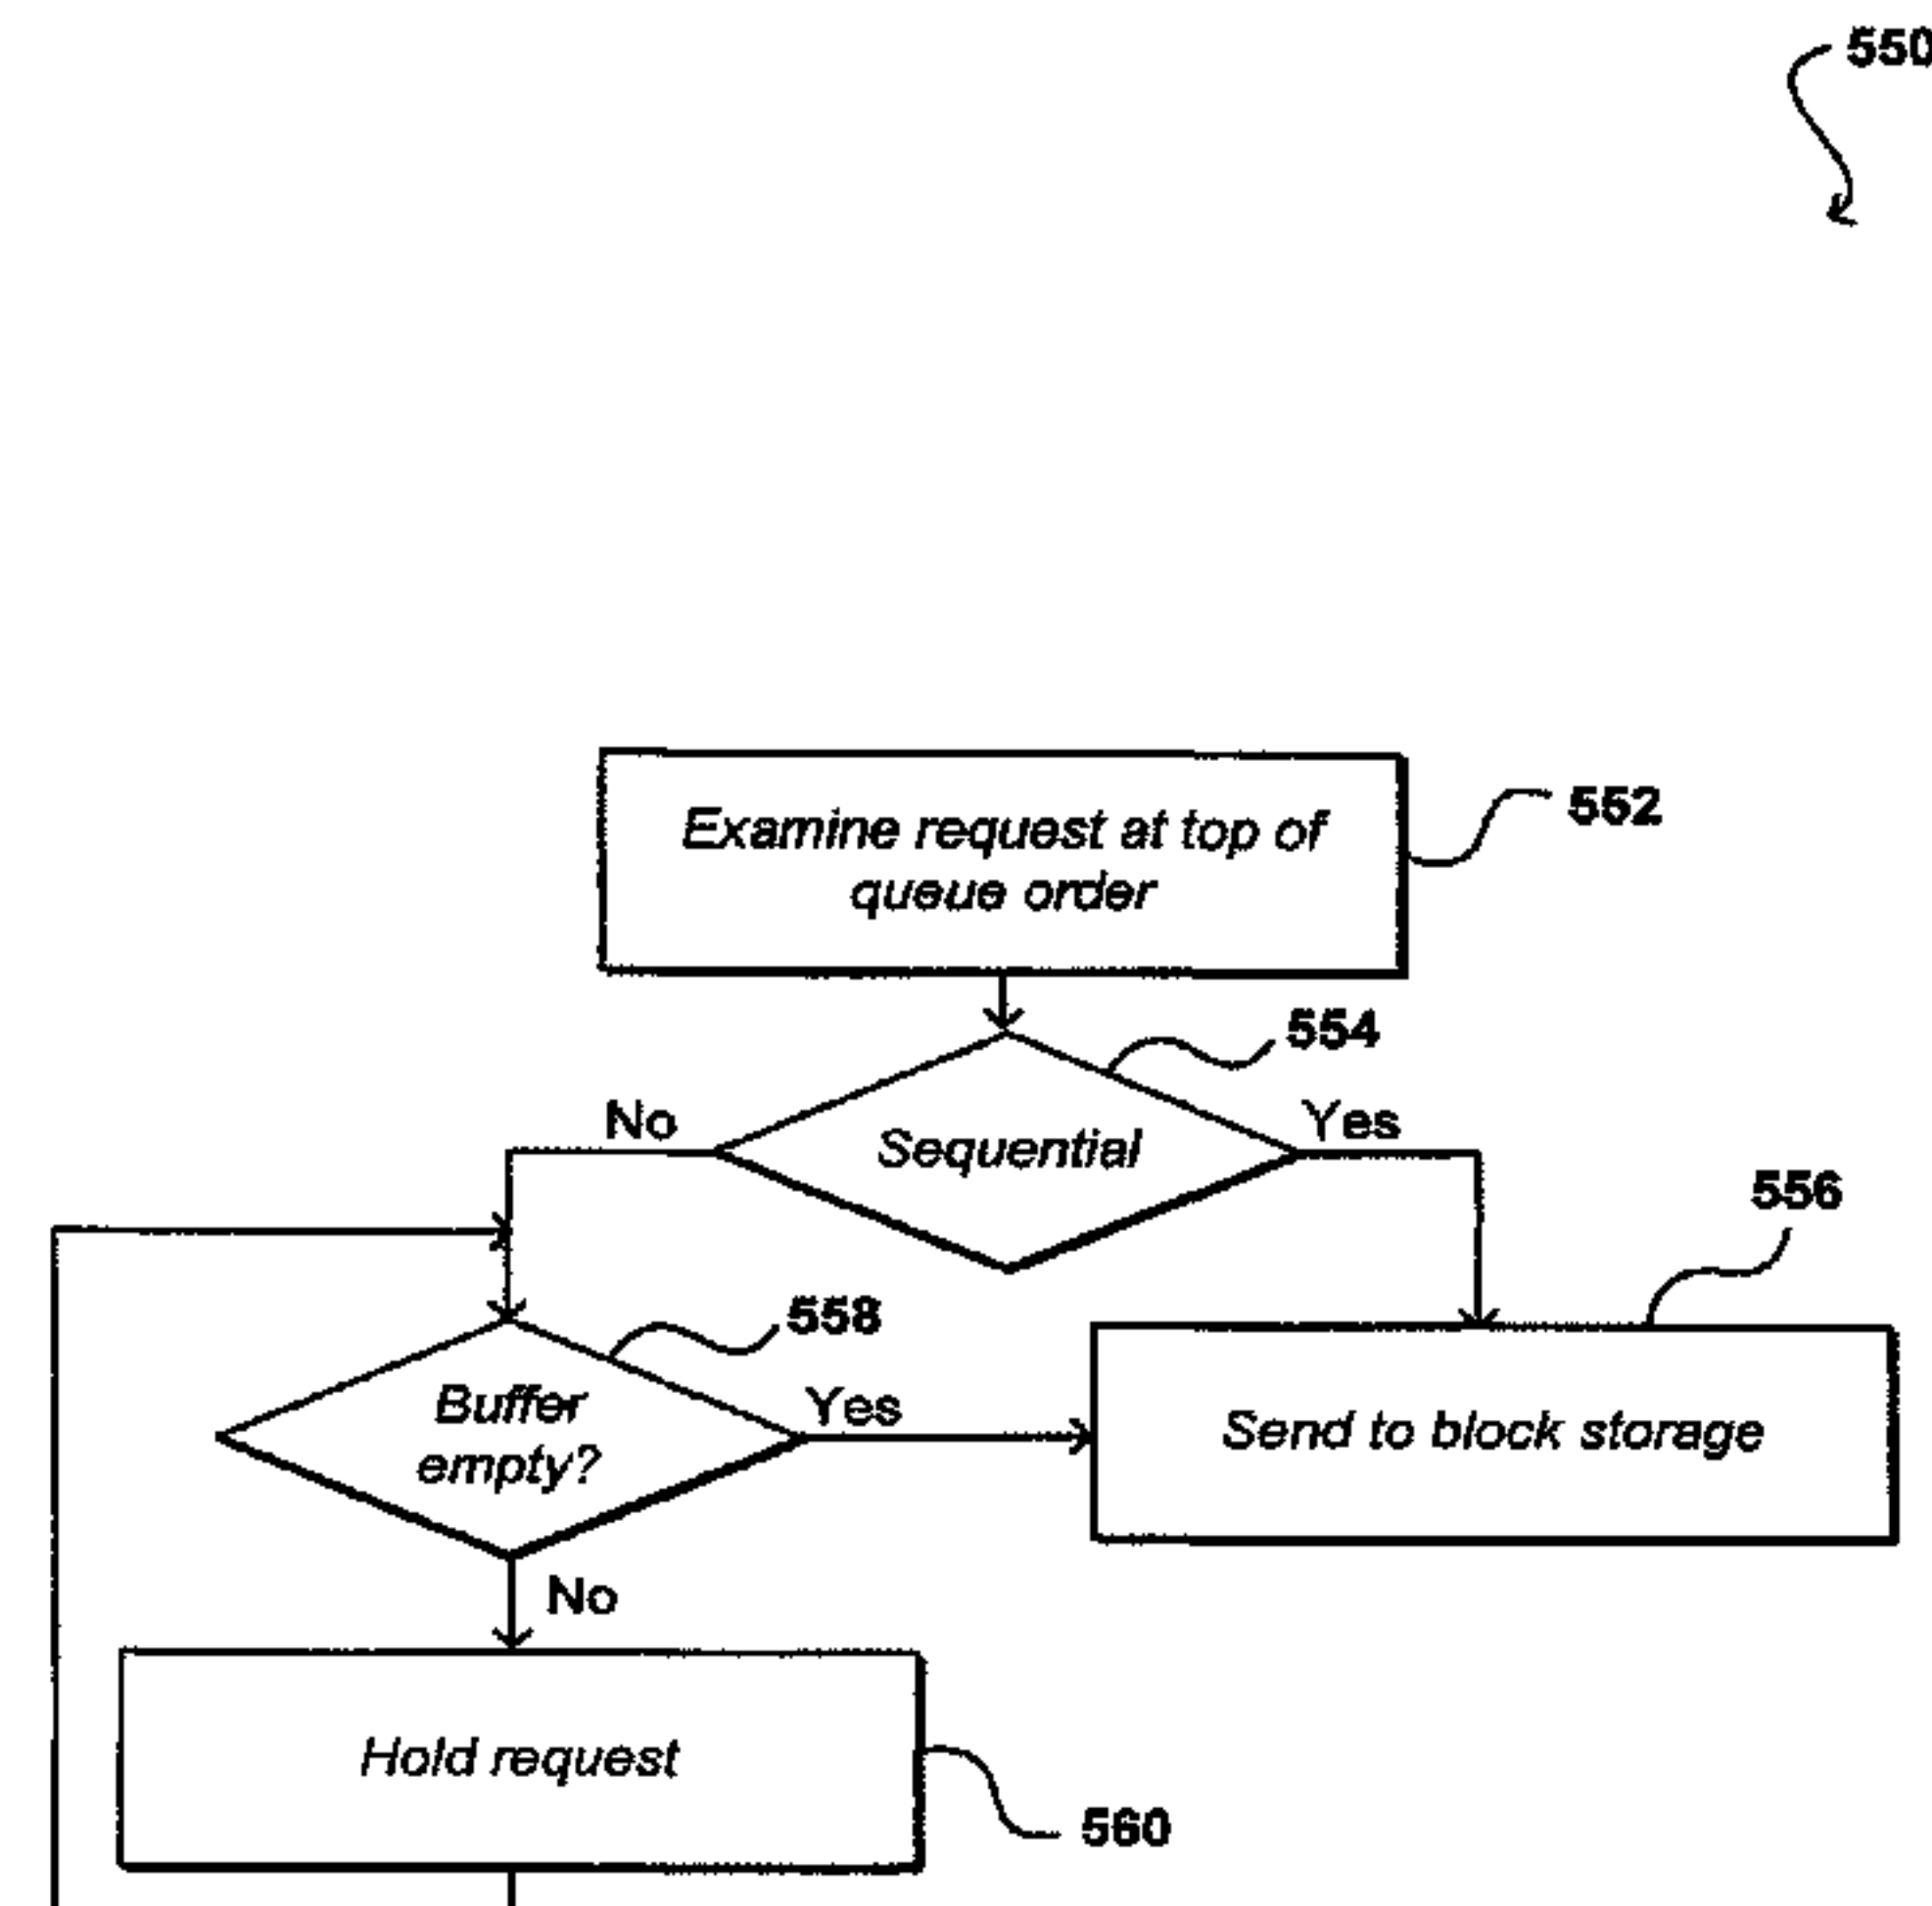 550
Examine request at top of
queue order
552
554
No
Sequential
Yes
556
558
Buffer
empty?
Yes
Send to block storage
No
Hold request
560